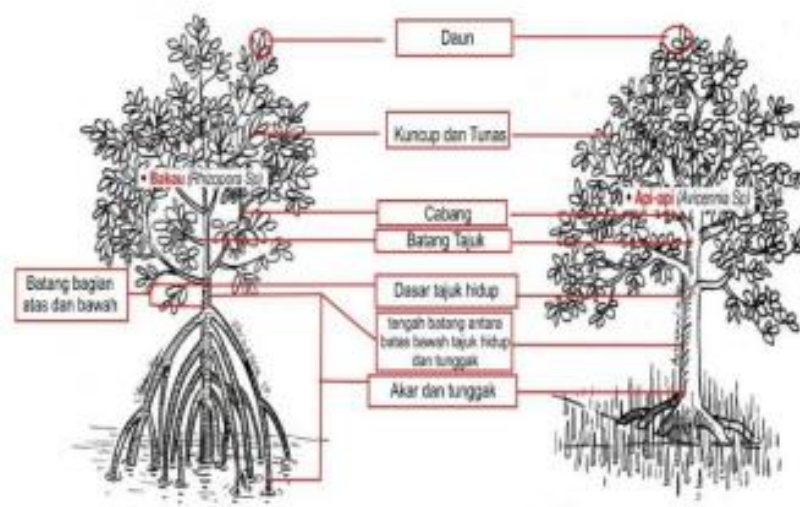 Daun
Kuncup dan Tunas
• Bakau (Rhizopora Sp)
• Api-api (Avicennia Sp)
Cabang
Batang Tajuk
Batang bagian
atas dan bawah
Dasar tajuk hidup
tengah batang antara
batas bawah tajuk hidup
dan tunggak
Akar dan tunggak